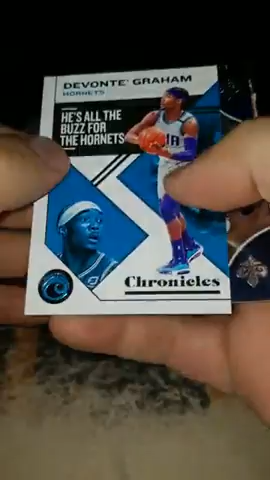 DEVONTE' GRAHAM
HORNETS
HE'S ALL THE
BUZZ FOR
THE HORNETS
Chronicles